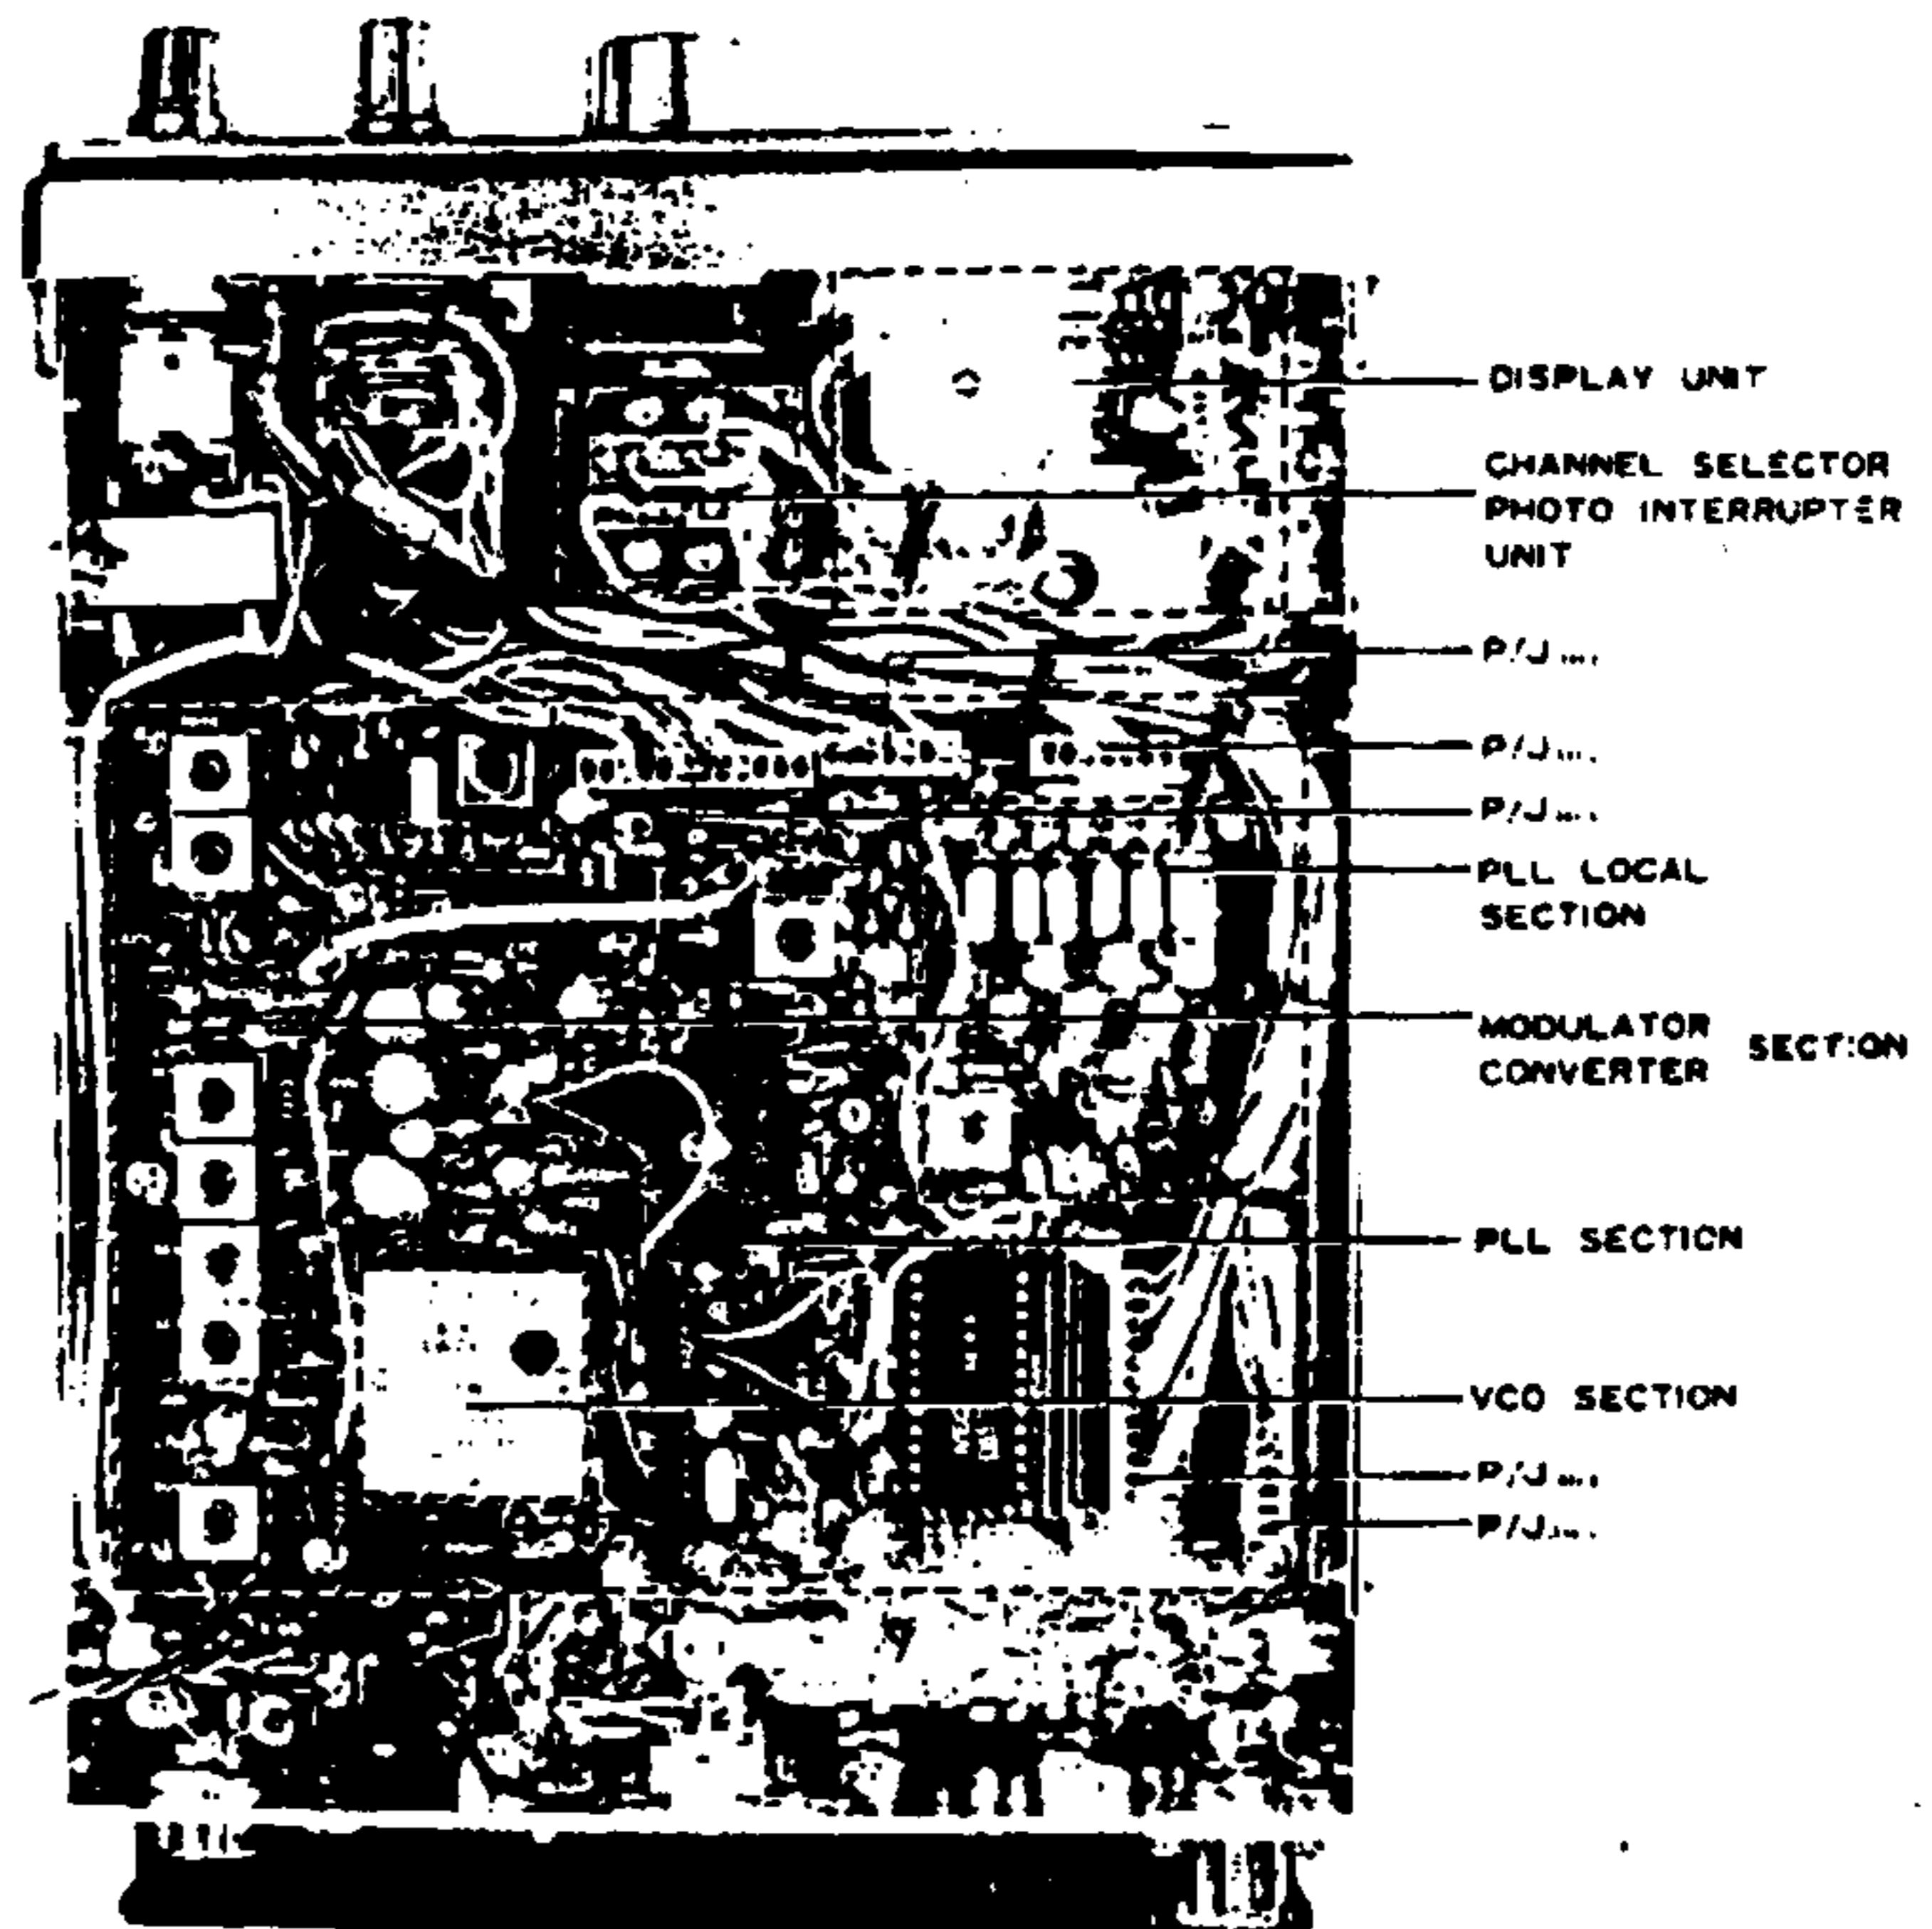 DISPLAY UNIT
CHANNEL SELECTOR
PHOTO INTERRUPTER
UNIT
P/J
P/J
P/J
PLL LOCAL
SECTION
MODULATOR
CONVERTER SECTION
PLL SECTION
VCO SECTION
P/J
P/J